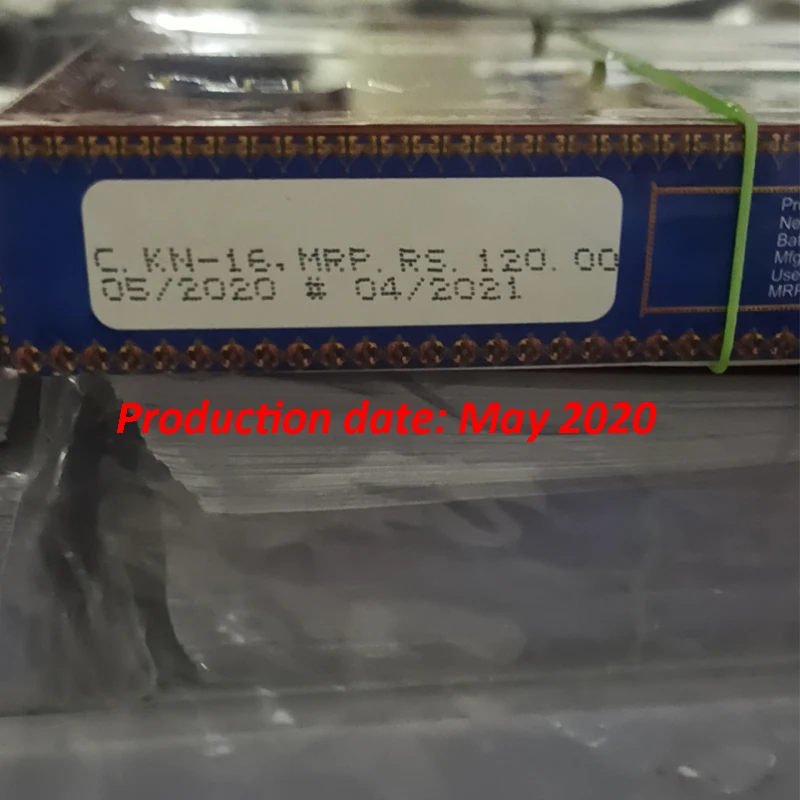 C. KN-16, MRP. RS. 120. 00
05/2020 # 04/2021
Production date: May 2020